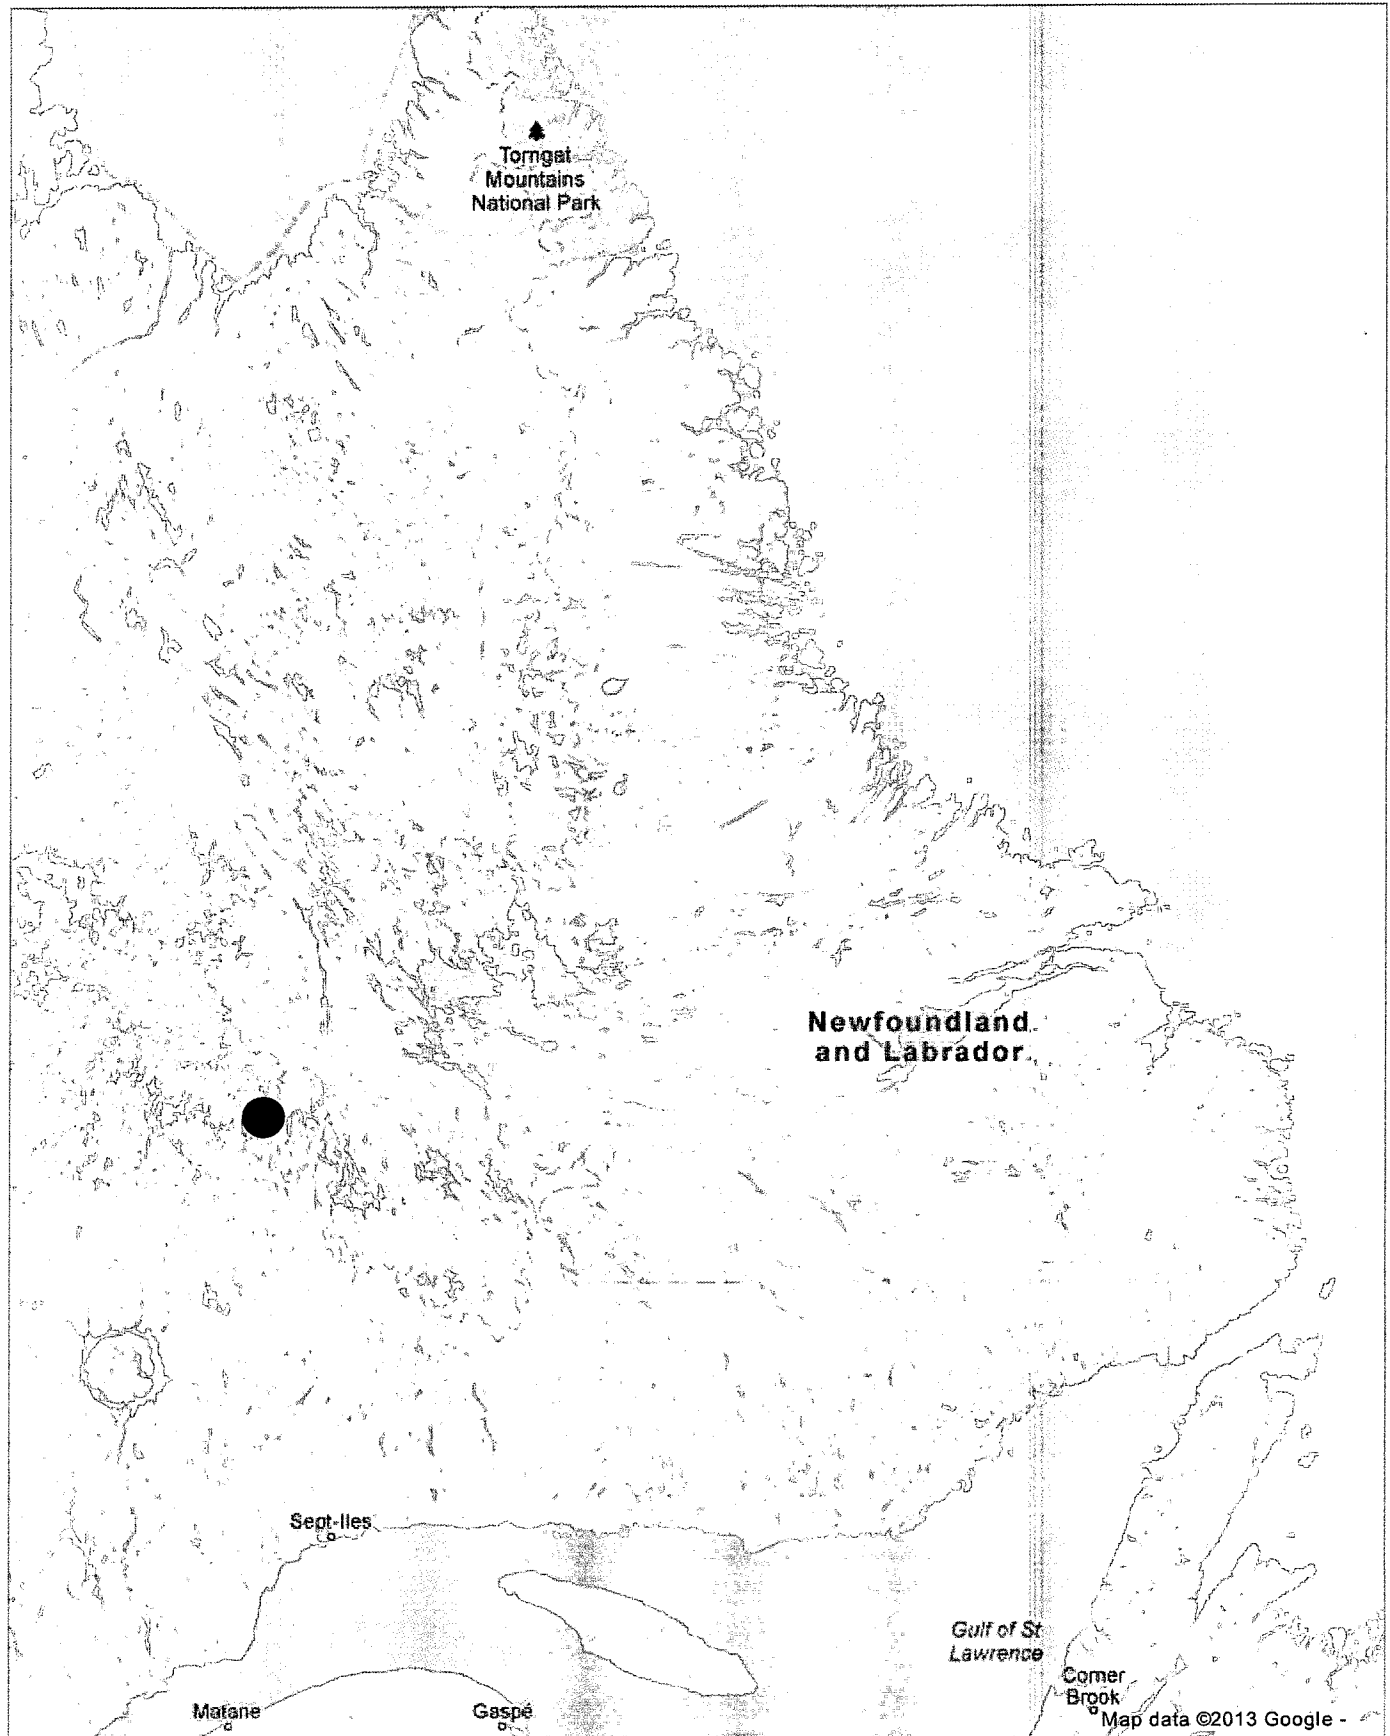 Torngat
Mountains
National Park
Newfoundland
and Labrador
Sept-Iles
Gulf of St
Lawrence
Corner
Brook
Matane
Gaspé
Map data ©2013 Google -